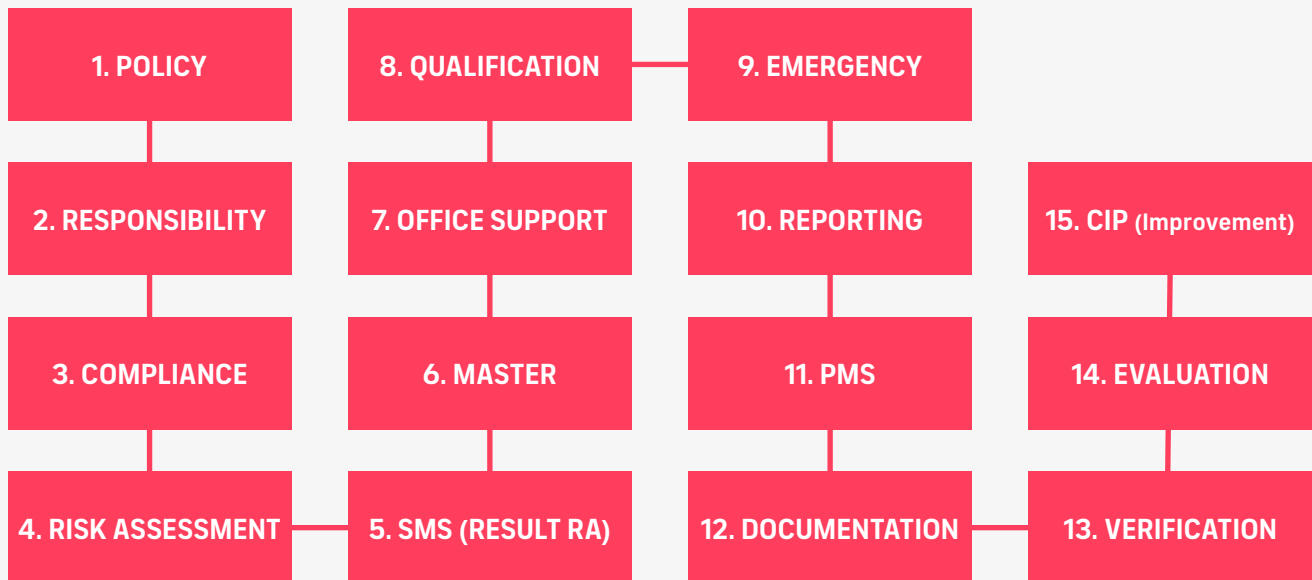 1. POLICY
2. RESPONSIBILITY
3. COMPLIANCE
4. RISK ASSESSMENT
5. SMS (RESULT RA)
6. MASTER
7. OFFICE SUPPORT
8. QUALIFICATION
9. EMERGENCY
10. REPORTING
11. PMS
12. DOCUMENTATION
13. VERIFICATION
14. EVALUATION
15. CIP (Improvement)